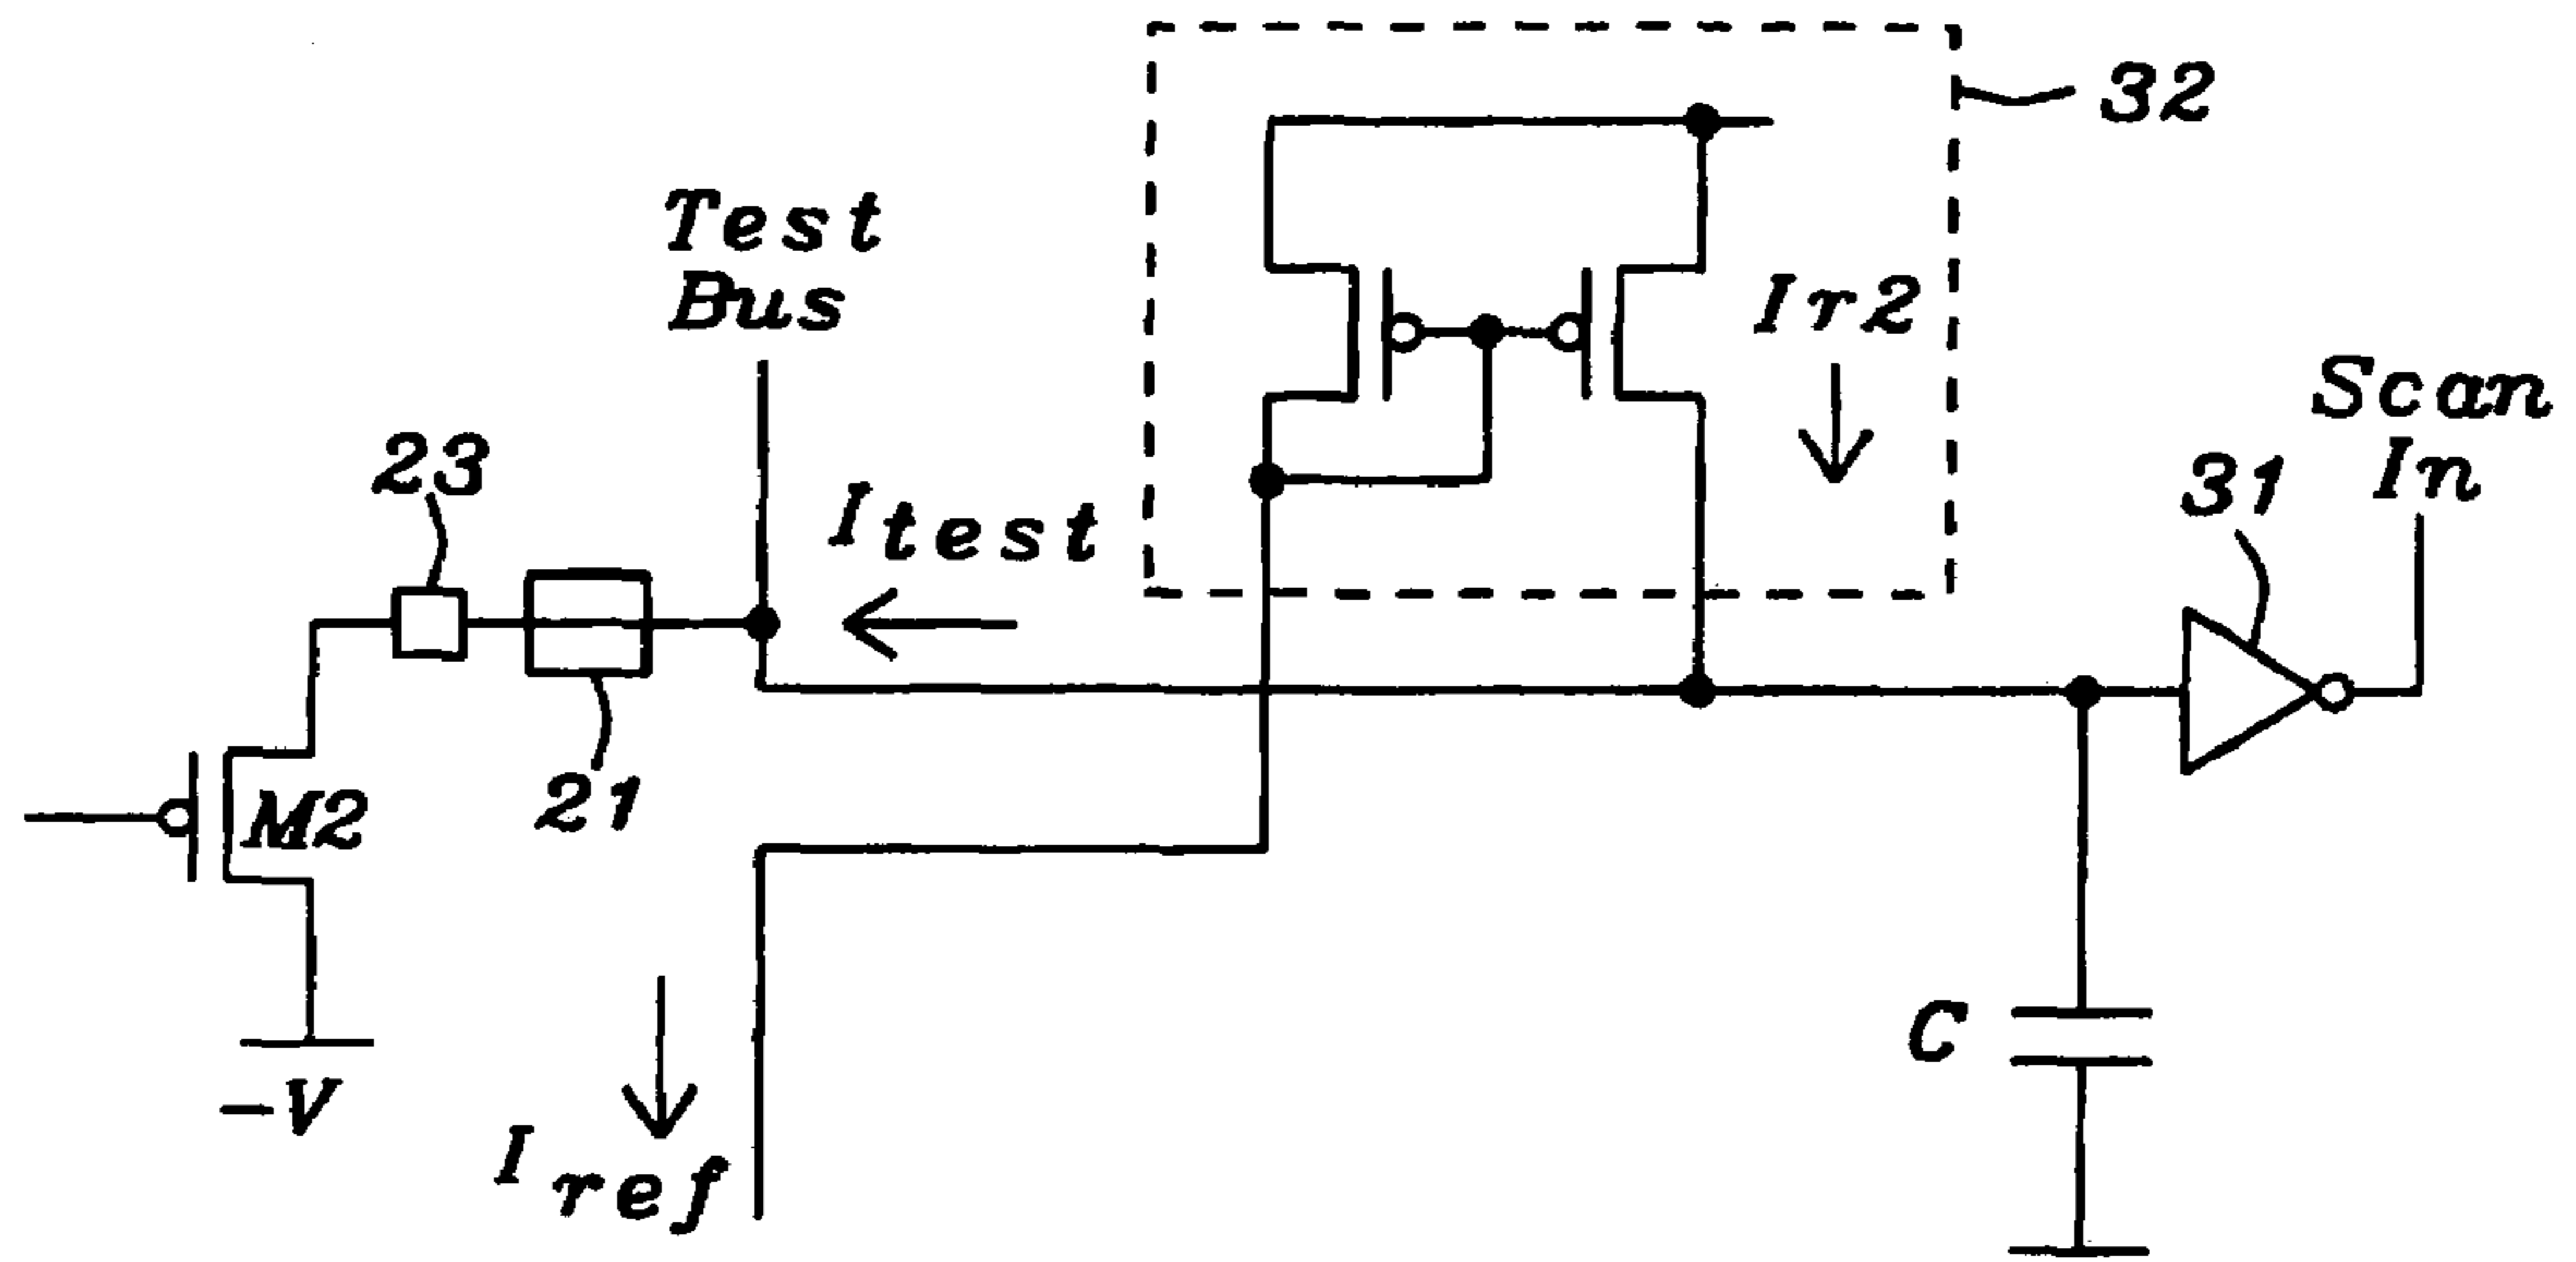 32
Test
Bus
Ir2
Scan
In
23
31
Itest
21
M2
C
-V
Iref